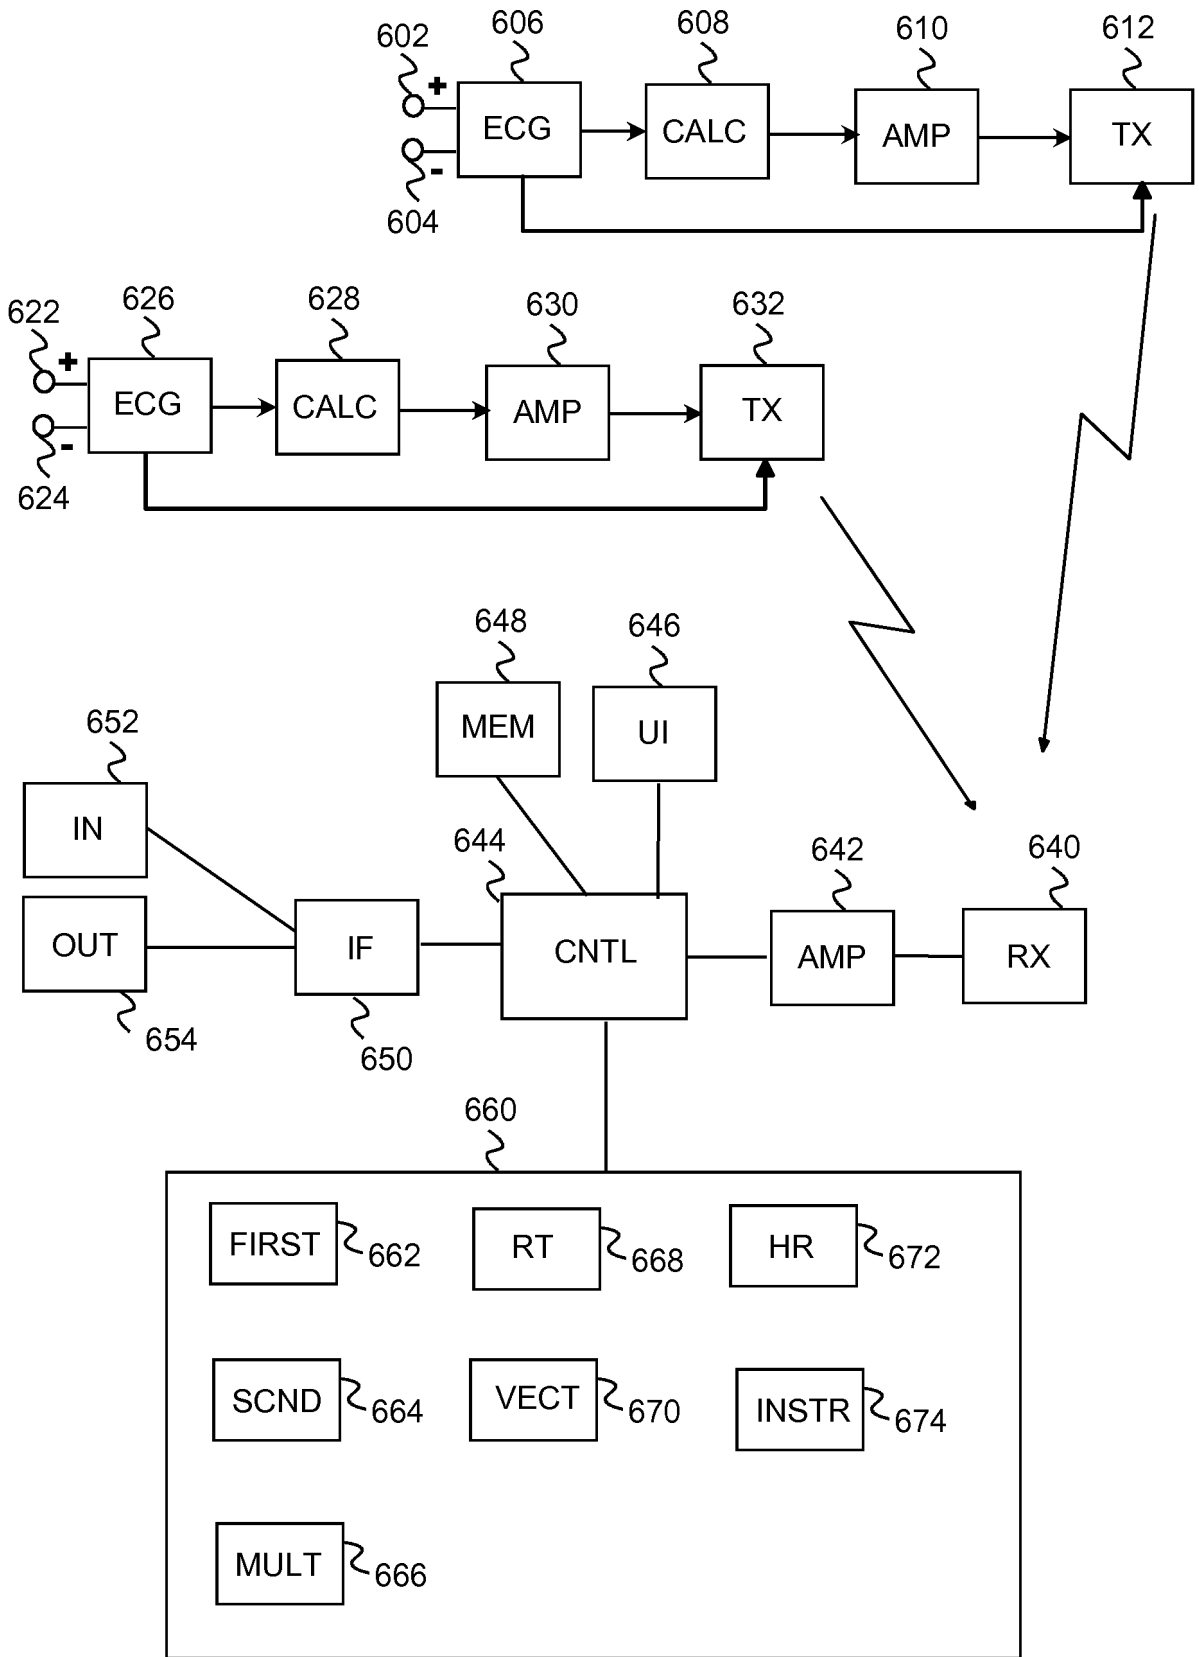 606 608 610 612
602
+
ECG CALC AMP TX
-
604
626 628 630 632
622
+
ECG CALC AMP TX
-
624
648 646
MEM UI
652
IN
644 642 640
OUT IF CNTL AMP RX
654 650
660
FIRST 662 RT 668 HR 672
SCND 664 VECT 670 INSTR 674
MULT 666